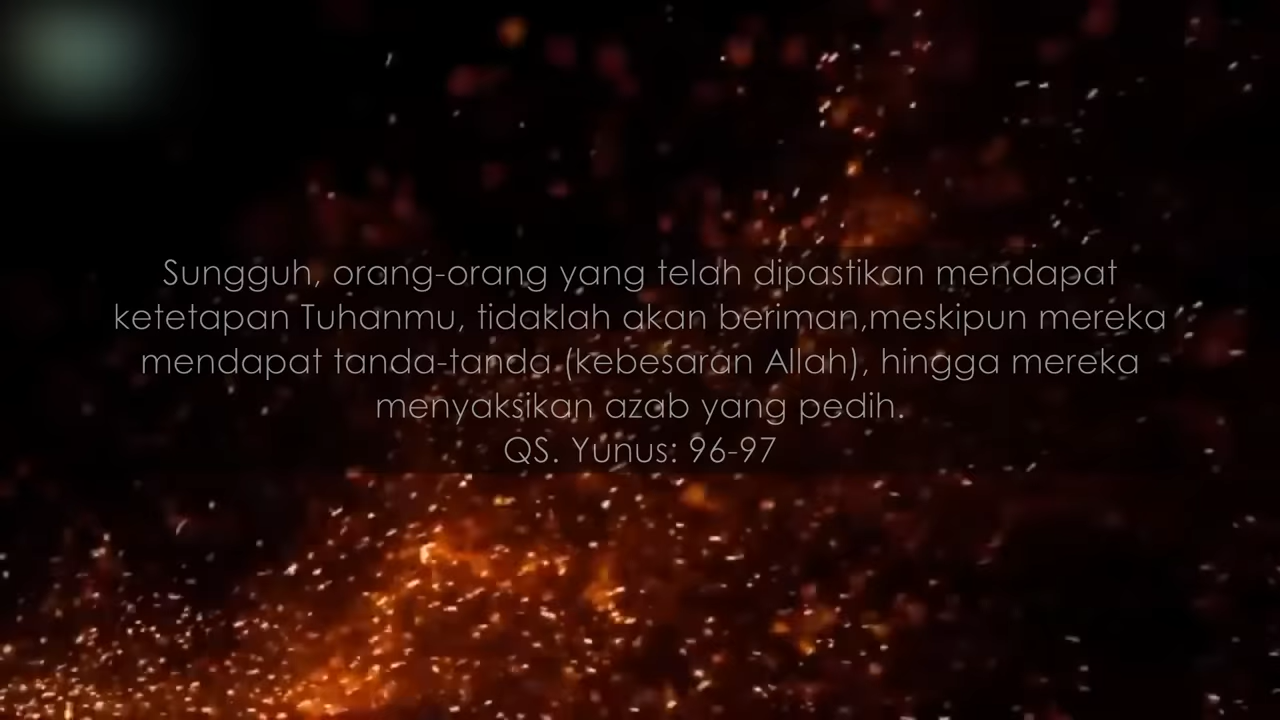 Sungguh, orang-orang yang telah dipastikan mendapat
ketetapan Tuhanmu, tidaklah akan beriman,meskipun mereka
mendapat tanda-tanda (kebesaran Allah), hingga mereka
menyaksikan azab yang pedih.
QS. Yunus: 96-97